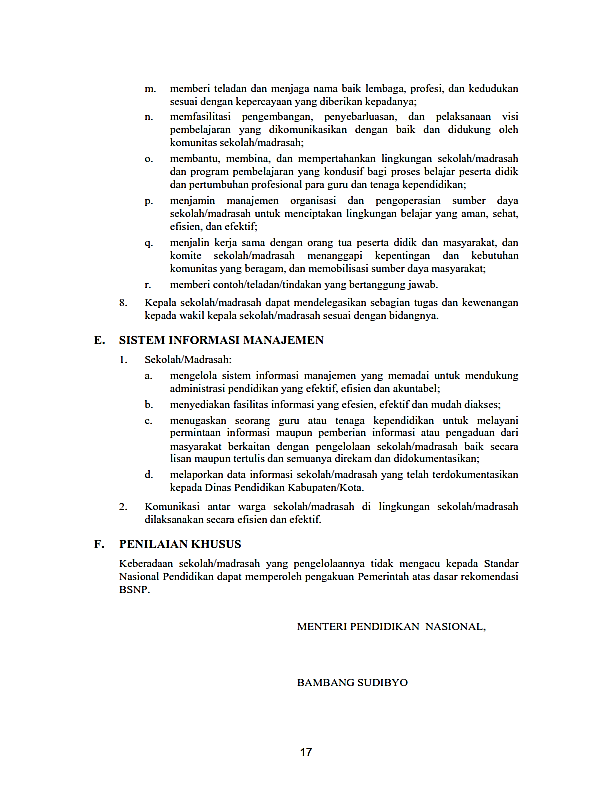 m. memberi teladan dan menjaga nama baik lembaga, profesi, dan kedudukan
sesuai dengan kepercayaan yang diberikan kepadanya;
n. memfasilitasi pengembangan, penyebarluasan, dan pelaksanaan visi
pembelajaran yang dikomunikasikan dengan baik dan didukung oleh
komunitas sekolah/madrasah;
o. membantu, membina, dan mempertahankan lingkungan sekolah/madrasah
dan program pembelajaran yang kondusif bagi proses belajar peserta didik
dan pertumbuhan profesional para guru dan tenaga kependidikan;
p. menjamin manajemen organisasi dan pengoperasian sumber daya
sekolah/madrasah untuk menciptakan lingkungan belajar yang aman, sehat,
efisien, dan efektif;
q. menjalin kerja sama dengan orang tua peserta didik dan masyarakat, dan
komite sekolah/madrasah menanggapi kepentingan dan kebutuhan
komunitas yang beragam, dan memobilisasi sumber daya masyarakat;
r. memberi contoh/teladan/tindakan yang bertanggung jawab.
8. Kepala sekolah/madrasah dapat mendelegasikan sebagian tugas dan kewenangan
kepada wakil kepala sekolah/madrasah sesuai dengan bidangnya.
E. SISTEM INFORMASI MANAJEMEN
1. Sekolah/Madrasah:
a. mengelola sistem informasi manajemen yang memadai untuk mendukung
administrasi pendidikan yang efektif, efisien dan akuntabel;
b. menyediakan fasilitas informasi yang efesien, efektif dan mudah diakses;
c. menugaskan seorang guru atau tenaga kependidikan untuk melayani
permintaan informasi maupun pemberian informasi atau pengaduan dari
masyarakat berkaitan dengan pengelolaan sekolah/madrasah baik secara
lisan maupun tertulis dan semuanya direkam dan didokumentasikan;
d. melaporkan data informasi sekolah/madrasah yang telah terdokumentasikan
kepada Dinas Pendidikan Kabupaten/Kota.
2. Komunikasi antar warga sekolah/madrasah di lingkungan sekolah/madrasah
dilaksanakan secara efisien dan efektif.
F. PENILAIAN KHUSUS
Keberadaan sekolah/madrasah yang pengelolaannya tidak mengacu kepada Standar
Nasional Pendidikan dapat memperoleh pengakuan Pemerintah atas dasar rekomendasi
BSNP.
MENTERI PENDIDIKAN NASIONAL,
BAMBANG SUDIBYO
17